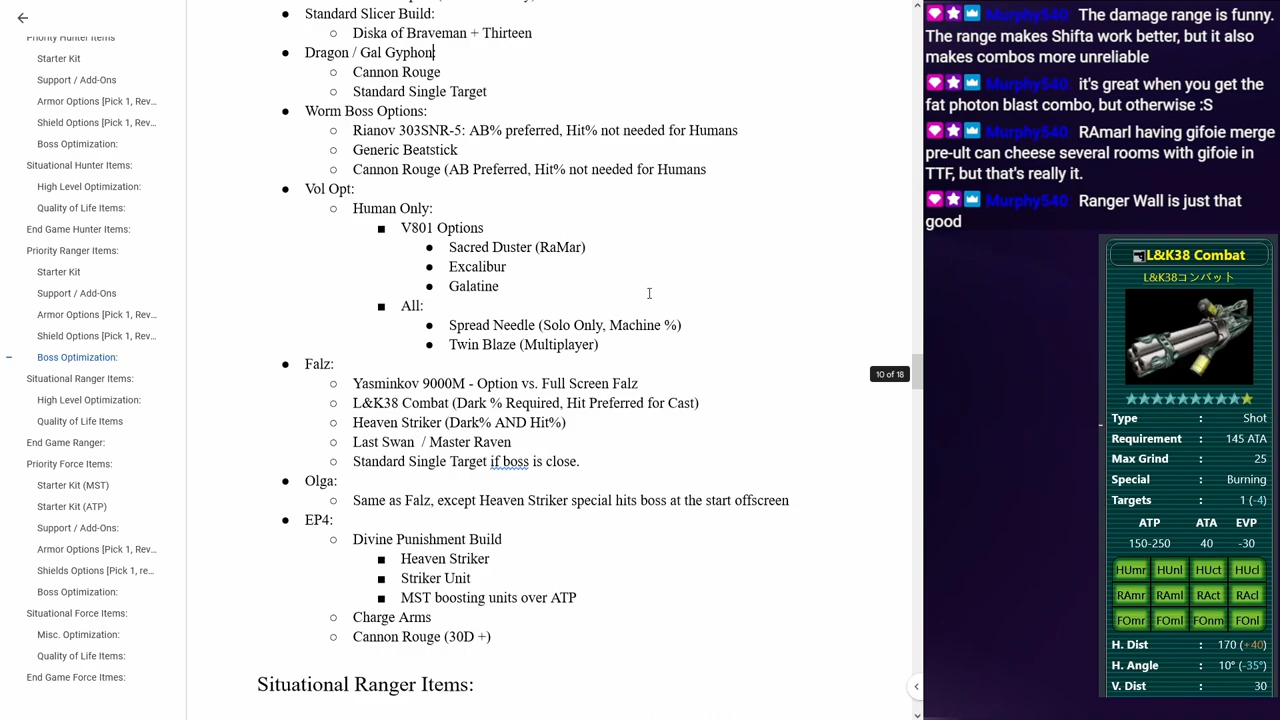 Priority Hunter Items
Starter Kit
Support / Add-Ons
Armor Options [Pick 1, Rev...
Shield Options [Pick 1, Rev...
Boss Optimization:
Situational Hunter Items:
High Level Optimization:
Quality of Life Items:
End Game Hunter Items:
Priority Ranger Items:
Starter Kit
Support / Add-Ons:
Armor Options [Pick 1, Rev...
Shield Options [Pick 1, Rev...
Boss Optimization:
Situational Ranger Items:
High Level Optimization:
Quality of Life Items
End Game Ranger:
Priority Force Items:
Starter Kit (MST)
Starter Kit (ATP)
Support / Add-On:
Armor Options [Pick 1, Rev...
Shields Options [Pick 1, re...
Boss Optimization:
Situational Force Items:
Misc. Optimization:
Quality of Life Items:
End Game Force Itmes:
Standard Slicer Build:
Diska of Braveman + Thirteen
Dragon / Gal Gyphon:
Cannon Rouge
Standard Single Target
Worm Boss Options:
Rianov 303SNR-5: AB% preferred, Hit% not needed for Humans
Generic Beatstick
Cannon Rouge (AB Preferred, Hit% not needed for Humans
Vol Opt:
Human Only:
V801 Options
Sacred Duster (RaMar)
Excalibur
Galatine
All:
Spread Needle (Solo Only, Machine %)
Twin Blaze (Multiplayer)
Falz:
Yasminkov 9000M - Option vs. Full Screen Falz
L&K38 Combat (Dark % Required, Hit Preferred for Cast)
Heaven Striker (Dark% AND Hit%)
Last Swan / Master Raven
Standard Single Target if boss is close.
Olga:
Same as Falz, except Heaven Striker special hits boss at the start offscreen
EP4:
Divine Punishment Build
Heaven Striker
Striker Unit
MST boosting units over ATP
Charge Arms
Cannon Rouge (30D +)
Situational Ranger Items:
10 of 18
Murphy540: The damage range is funny.
The range makes Shifta work better, but it also
makes combos more unreliable
Murphy540: it's great when you get the
fat photon blast combo, but otherwise :S
Murphy540: RAmarl having gifoie merge
pre-ult can cheese several rooms with gifoie in
TTF, but that's really it.
Murphy540: Ranger Wall is just that
good
L&K38 Combat
L&K38コンバット
Type : Shot
Requirement : 145 ATA
Max Grind : 25
Special : Burning
Targets : 1 (-4)
ATP ATA EVP
150-250 40 -30
HUmr HUnl HUct HUcl
RAmr RAml RAct RAcl
FOmr FOml FOnm FOnl
H. Dist : 170 (+40)
H. Angle : 10° (-35°)
V. Dist : 30